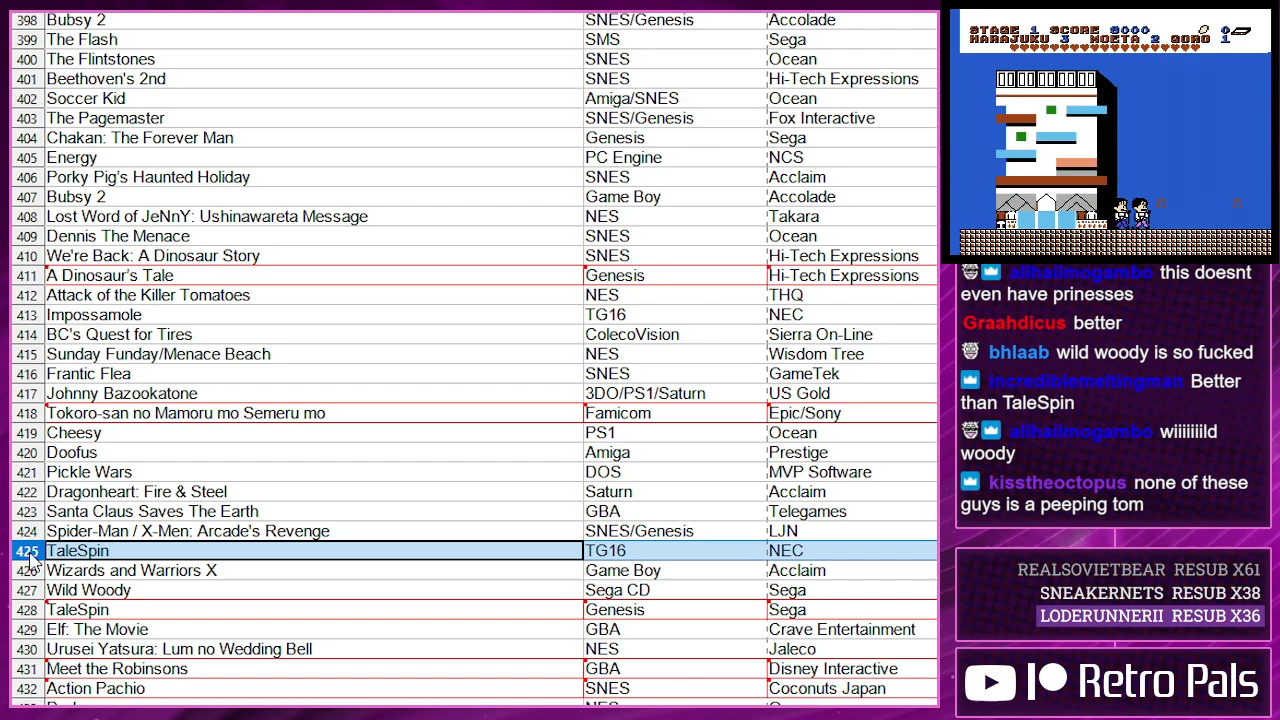 398 Bubsy 2 SNES/Genesis Accolade
399 The Flash SMS Sega
400 The Flintstones SNES Ocean
401 Beethoven's 2nd SNES Hi-Tech Expressions
402 Soccer Kid Amiga/SNES Ocean
403 The Pagemaster SNES/Genesis Fox Interactive
404 Chakan: The Forever Man Genesis Sega
405 Energy PC Engine NCS
406 Porky Pig's Haunted Holiday SNES Acclaim
407 Bubsy 2 Game Boy Accolade
408 Lost Word of JeNnY: Ushinawareta Message NES Takara
409 Dennis The Menace SNES Ocean
410 We're Back: A Dinosaur Story SNES Hi-Tech Expressions
411 A Dinosaur's Tale Genesis Hi-Tech Expressions
412 Attack of the Killer Tomatoes NES THQ
413 Impossamole TG16 NEC
414 BC's Quest for Tires ColecoVision Sierra On-Line
415 Sunday Funday/Menace Beach NES Wisdom Tree
416 Frantic Flea SNES GameTek
417 Johnny Bazookatone 3DO/PS1/Saturn US Gold
418 Tokoro-san no Mamoru mo Semeru mo Famicom Epic/Sony
419 Cheesy PS1 Ocean
420 Doofus Amiga Prestige
421 Pickle Wars DOS MVP Software
422 Dragonheart: Fire & Steel Saturn Acclaim
423 Santa Claus Saves The Earth GBA Telegames
424 Spider-Man / X-Men: Arcade's Revenge SNES/Genesis LJN
425 TaleSpin TG16 NEC
426 Wizards and Warriors X Game Boy Acclaim
427 Wild Woody Sega CD Sega
428 TaleSpin Genesis Sega
429 Elf: The Movie GBA Crave Entertainment
430 Urusei Yatsura: Lum no Wedding Bell NES Jaleco
431 Meet the Robinsons GBA Disney Interactive
432 Action Pachio SNES Coconuts Japan
STAGE 1 SCORE 8000 0
HARAJUKU 3 MOETA 2 GORO 1
allhailmogambo this doesnt
even have prinesses
Graahdicus better
bhlaab wild woody is so fucked
incrediblemeltingman Better
than TaleSpin
allhailmogambo wiiiiiiild
woody
kisstheoctopus none of these
guys is a peeping tom
REALSOVIETBEAR RESUB X61
SNEAKERNETS RESUB X38
LODERUNNERII RESUB X36
Retro Pals